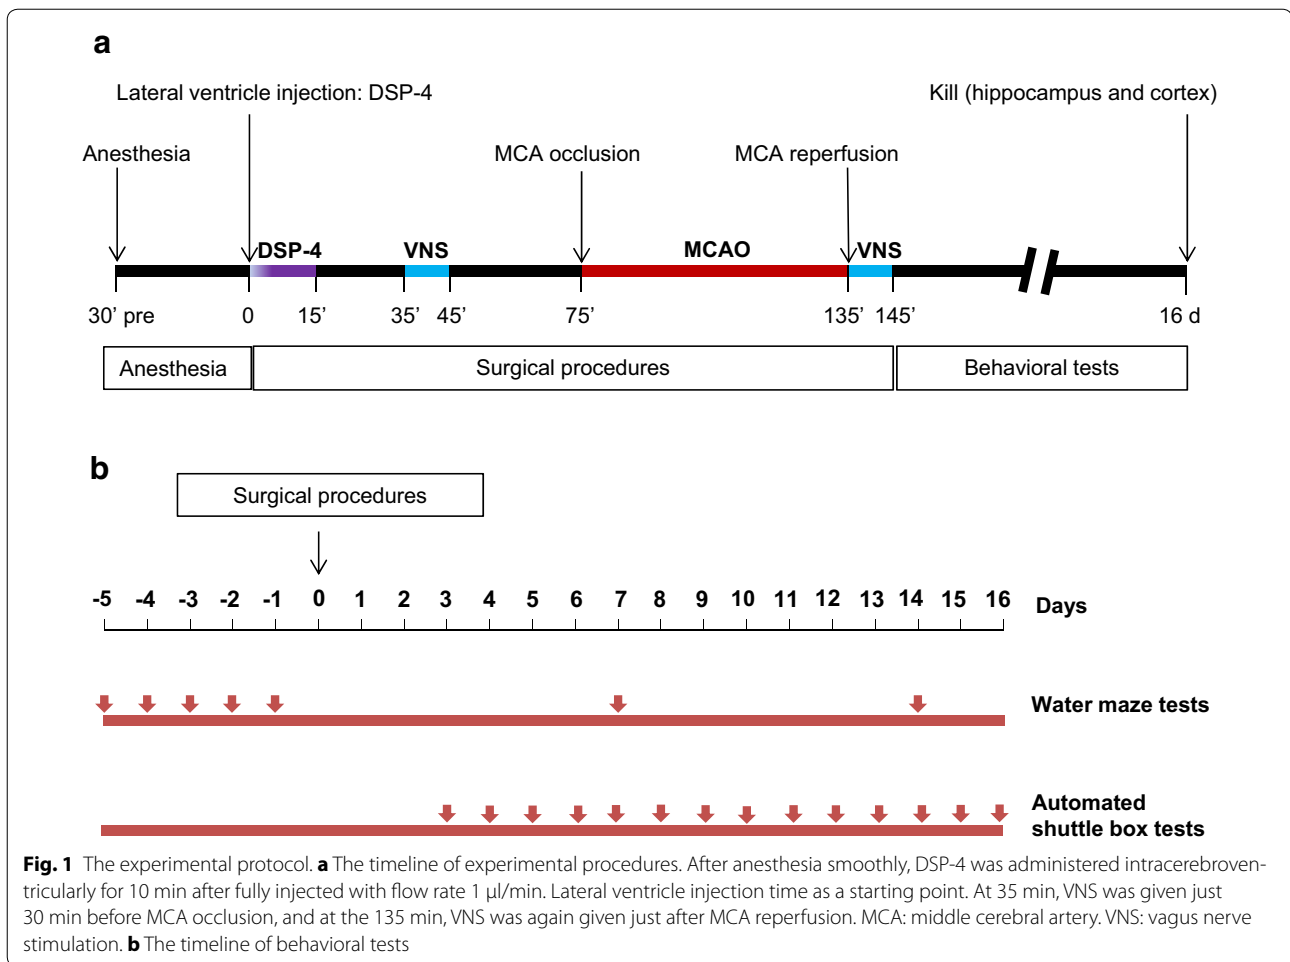 a
Lateral ventricle injection: DSP-4
Kill (hippocampus and cortex)
Anesthesia
MCA occlusion
MCA reperfusion
DSP-4
VNS
MCAO
VNS
30’ pre
0
15’
35’
45’
75’
135’
145’
16 d
Anesthesia
Surgical procedures
Behavioral tests
b
Surgical procedures
-5 -4 -3 -2 -1 0 1 2 3 4 5 6 7 8 9 10 11 12 13 14 15 16 Days
Water maze tests
Automated
shuttle box tests
Fig. 1 The experimental protocol. a The timeline of experimental procedures. After anesthesia smoothly, DSP-4 was administered intracerebroven-
tricularly for 10 min after fully injected with flow rate 1 μl/min. Lateral ventricle injection time as a starting point. At 35 min, VNS was given just
30 min before MCA occlusion, and at the 135 min, VNS was again given just after MCA reperfusion. MCA: middle cerebral artery. VNS: vagus nerve
stimulation. b The timeline of behavioral tests